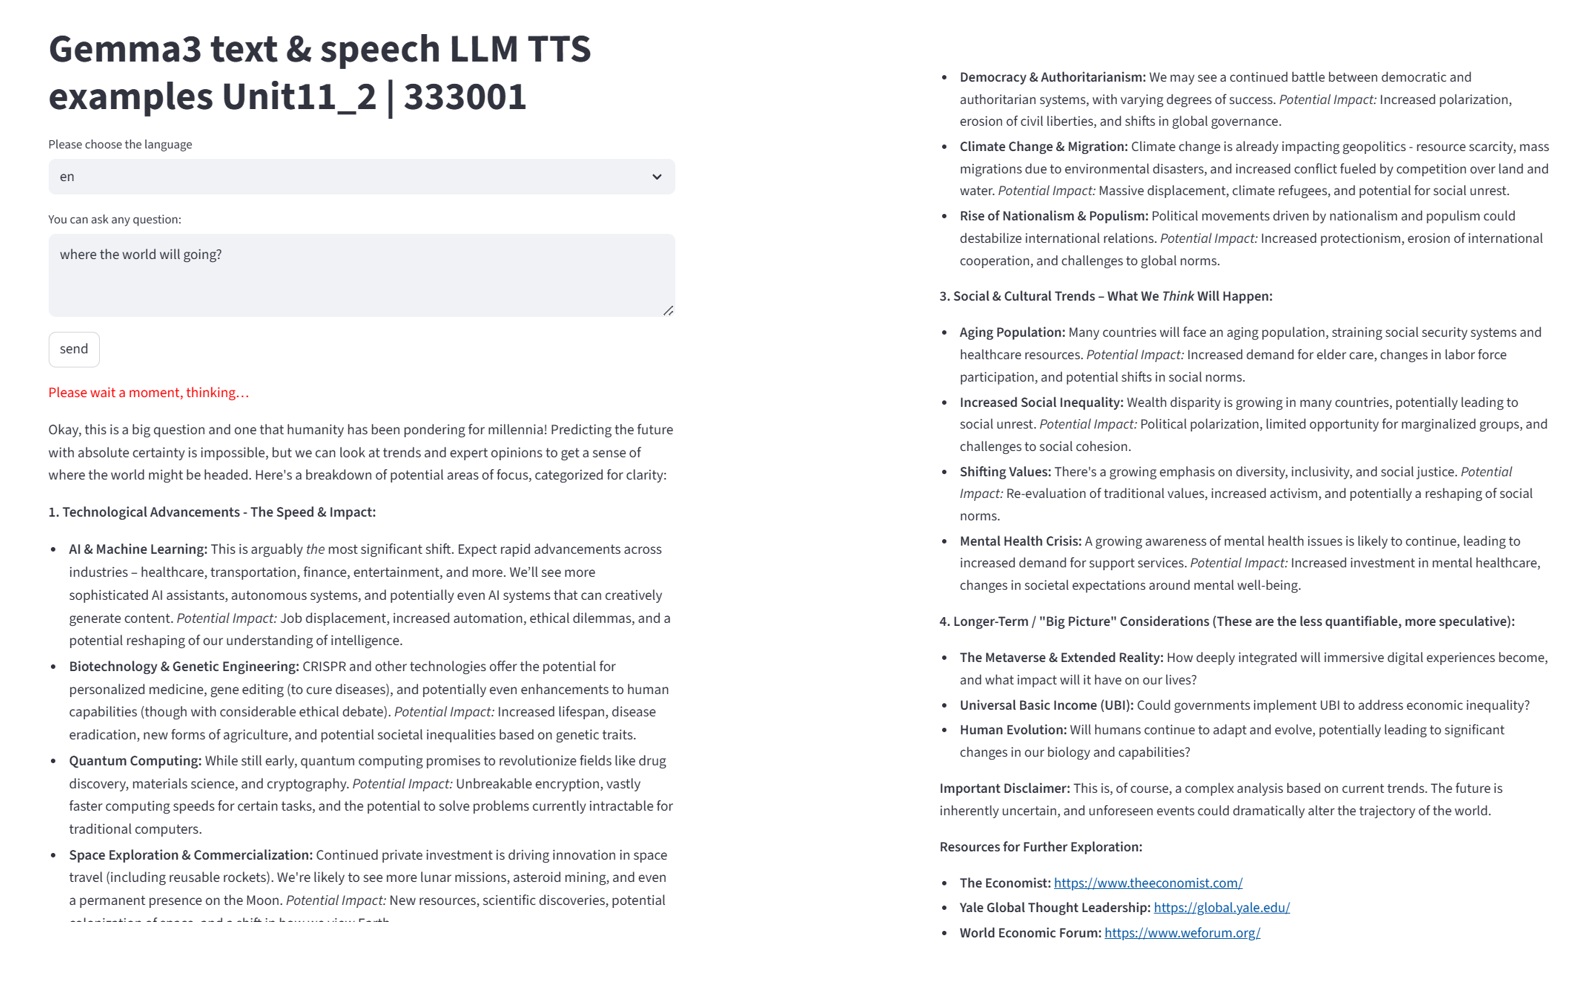 Gemma3 text & speech LLM TTS
examples Unit11_2 | 333001
Please choose the language
en
You can ask any question:
where the world will going?
send
Please wait a moment, thinking…
Okay, this is a big question and one that humanity has been pondering for millennia! Predicting the future
with absolute certainty is impossible, but we can look at trends and expert opinions to get a sense of
where the world might be headed. Here's a breakdown of potential areas of focus, categorized for clarity:
1. Technological Advancements - The Speed & Impact:
• AI & Machine Learning: This is arguably the most significant shift. Expect rapid advancements across
industries – healthcare, transportation, finance, entertainment, and more. We’ll see more
sophisticated AI assistants, autonomous systems, and potentially even AI systems that can creatively
generate content. Potential Impact: Job displacement, increased automation, ethical dilemmas, and a
potential reshaping of our understanding of intelligence.
• Biotechnology & Genetic Engineering: CRISPR and other technologies offer the potential for
personalized medicine, gene editing (to cure diseases), and potentially even enhancements to human
capabilities (though with considerable ethical debate). Potential Impact: Increased lifespan, disease
eradication, new forms of agriculture, and potential societal inequalities based on genetic traits.
• Quantum Computing: While still early, quantum computing promises to revolutionize fields like drug
discovery, materials science, and cryptography. Potential Impact: Unbreakable encryption, vastly
faster computing speeds for certain tasks, and the potential to solve problems currently intractable for
traditional computers.
• Space Exploration & Commercialization: Continued private investment is driving innovation in space
travel (including reusable rockets). We're likely to see more lunar missions, asteroid mining, and even
a permanent presence on the Moon. Potential Impact: New resources, scientific discoveries, potential
colonization of space, and a shift in how we view Earth.
• Democracy & Authoritarianism: We may see a continued battle between democratic and
authoritarian systems, with varying degrees of success. Potential Impact: Increased polarization,
erosion of civil liberties, and shifts in global governance.
• Climate Change & Migration: Climate change is already impacting geopolitics - resource scarcity, mass
migrations due to environmental disasters, and increased conflict fueled by competition over land and
water. Potential Impact: Massive displacement, climate refugees, and potential for social unrest.
• Rise of Nationalism & Populism: Political movements driven by nationalism and populism could
destabilize international relations. Potential Impact: Increased protectionism, erosion of international
cooperation, and challenges to global norms.
3. Social & Cultural Trends – What We Think Will Happen:
• Aging Population: Many countries will face an aging population, straining social security systems and
healthcare resources. Potential Impact: Increased demand for elder care, changes in labor force
participation, and potential shifts in social norms.
• Increased Social Inequality: Wealth disparity is growing in many countries, potentially leading to
social unrest. Potential Impact: Political polarization, limited opportunity for marginalized groups, and
challenges to social cohesion.
• Shifting Values: There's a growing emphasis on diversity, inclusivity, and social justice. Potential
Impact: Re-evaluation of traditional values, increased activism, and potentially a reshaping of social
norms.
• Mental Health Crisis: A growing awareness of mental health issues is likely to continue, leading to
increased demand for support services. Potential Impact: Increased investment in mental healthcare,
changes in societal expectations around mental well-being.
4. Longer-Term / "Big Picture" Considerations (These are the less quantifiable, more speculative):
• The Metaverse & Extended Reality: How deeply integrated will immersive digital experiences become,
and what impact will it have on our lives?
• Universal Basic Income (UBI): Could governments implement UBI to address economic inequality?
• Human Evolution: Will humans continue to adapt and evolve, potentially leading to significant
changes in our biology and capabilities?
Important Disclaimer: This is, of course, a complex analysis based on current trends. The future is
inherently uncertain, and unforeseen events could dramatically alter the trajectory of the world.
Resources for Further Exploration:
• The Economist: https://www.theeconomist.com/
• Yale Global Thought Leadership: https://global.yale.edu/
• World Economic Forum: https://www.weforum.org/